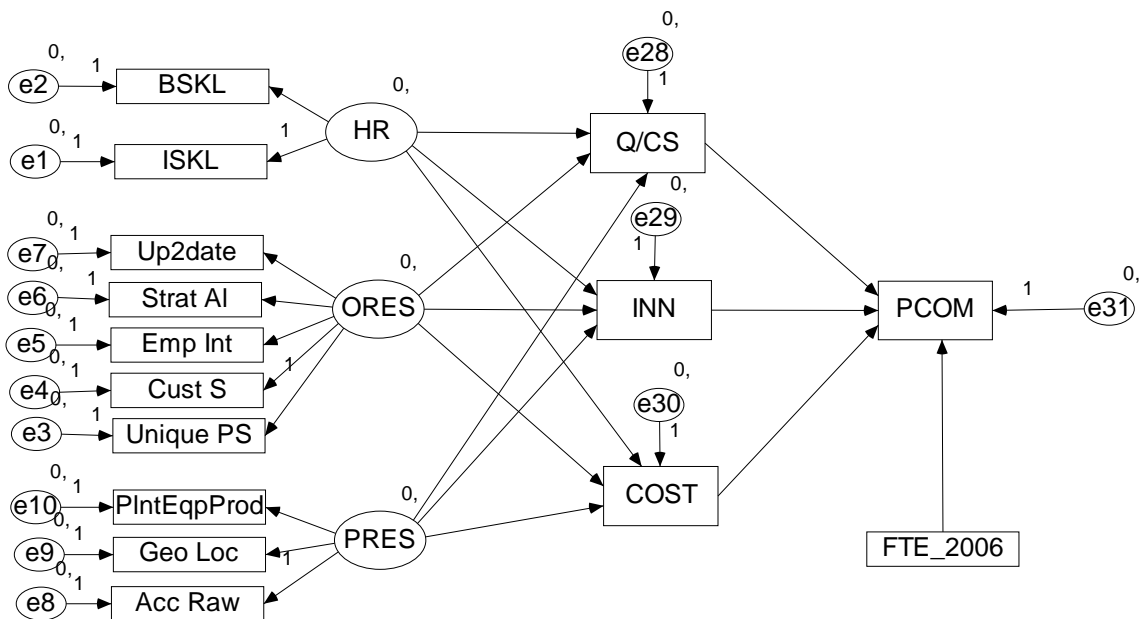 0,
e2
1
BSKL
0,
e1
1
ISKL
0,
HR
1
0,
e7
1
Up2date
0,
e6
1
Strat AI
0,
e5
1
Emp Int
0,
e4
1
Cust S
0,
e3
1
Unique PS
0,
ORES
1
0,
e10
1
PlntEqpProd
0,
e9
1
Geo Loc
0,
e8
1
Acc Raw
0,
PRES
1
0,
e28
1
Q/CS
0,
e29
1
INN
0,
e30
1
COST
PCOM
1
0,
e31
FTE_2006